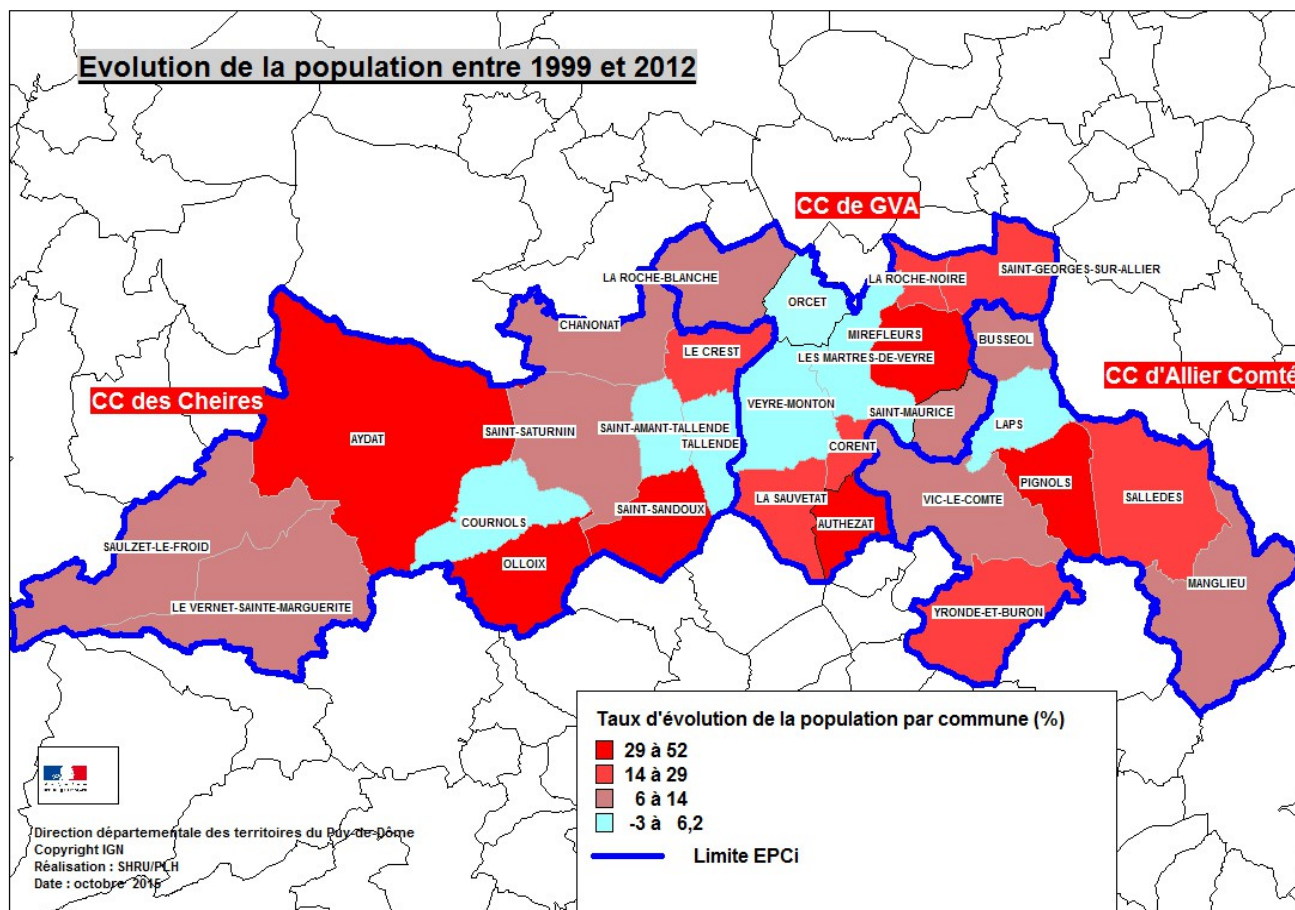 Evolution de la population entre 1999 et 2012
CC de GVA
LA ROCHE-BLANCHE
LA ROCHE-NOIRE
SAINT-GEORGES-SUR-ALLIER
ORCET
CHANONAT
MIREFLEURS
BUSSEOL
LE CREST
LES MARTRES-DE-VEYRE
CC d'Allier Comté
CC des Cheires
VEYRE-MONTON
SAINT-MAURICE
LAPS
AYDAT
SAINT-SATURNIN
SAINT-AMANT-TALLENDE
TALLENDE
CORENT
PIGNOLS
SALLEDES
LA SAUVETAT
VIC-LE-COMTE
SAINT-SANDOUX
COURNOLS
AUTHEZAT
SAULZET-LE-FROID
OLLOIX
MANGLIEU
LE VERNET-SAINTE-MARGUERITE
YRONDE-ET-BURON
Taux d'évolution de la population par commune (%)
29 à 52
14 à 29
6 à 14
-3 à 6,2
Limite EPCi
Direction départementale des territoires du Puy-de-Dôme
Copyright IGN
Réalisation : SHRU/PLH
Date : octobre 2015